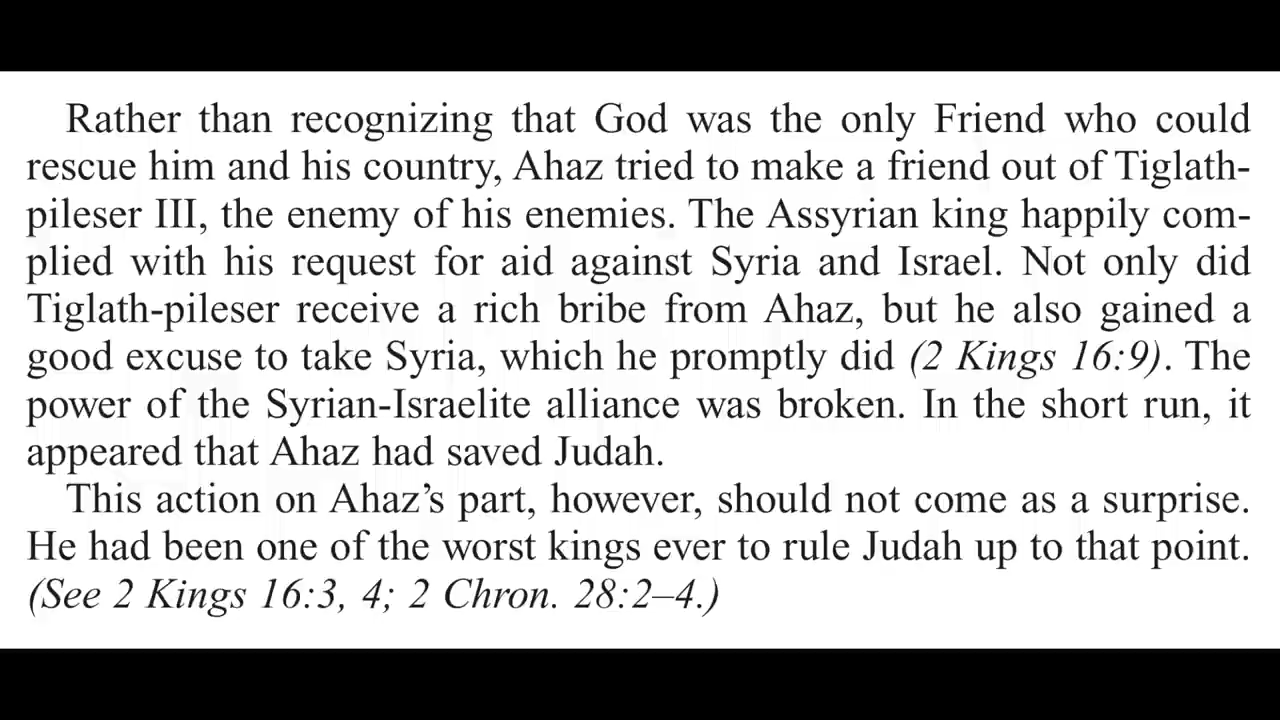 Rather than recognizing that God was the only Friend who could
rescue him and his country, Ahaz tried to make a friend out of Tiglath-
pileser III, the enemy of his enemies. The Assyrian king happily com-
plied with his request for aid against Syria and Israel. Not only did
Tiglath-pileser receive a rich bribe from Ahaz, but he also gained a
good excuse to take Syria, which he promptly did (2 Kings 16:9). The
power of the Syrian-Israelite alliance was broken. In the short run, it
appeared that Ahaz had saved Judah.
This action on Ahaz’s part, however, should not come as a surprise.
He had been one of the worst kings ever to rule Judah up to that point.
(See 2 Kings 16:3, 4; 2 Chron. 28:2–4.)